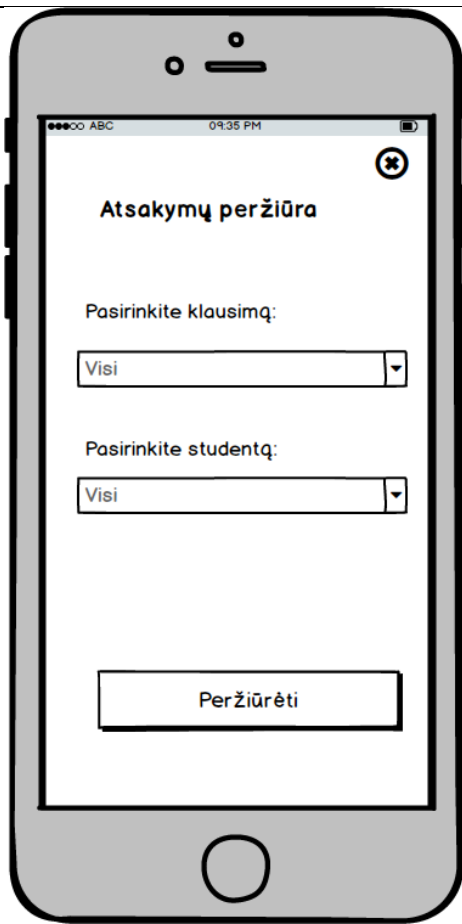 ABC 09:35 PM
Atsakymų peržiūra
Pasirinkite klausimą:
Visi
Pasirinkite studentą:
Visi
Peržiūrėti